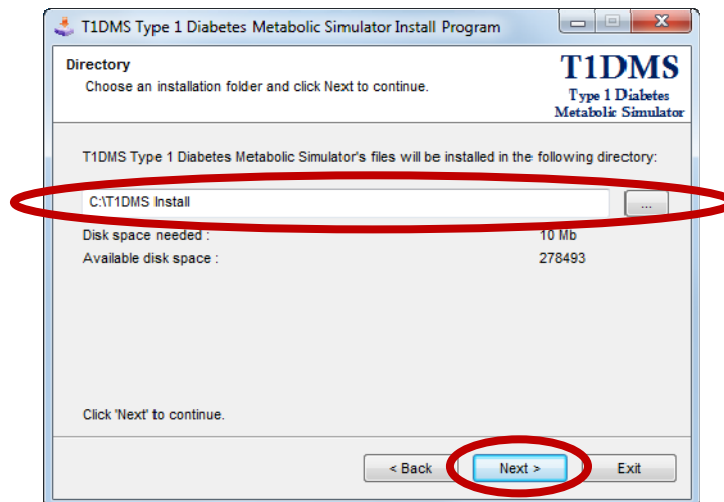 T1DMS Type 1 Diabetes Metabolic Simulator Install Program
Directory
Choose an installation folder and click Next to continue.
T1DMS
Type 1 Diabetes
Metabolic Simulator
T1DMS Type 1 Diabetes Metabolic Simulator's files will be installed in the following directory:
C:\T1DMS Install
...
Disk space needed : 10 Mb
Available disk space : 278493
Click 'Next' to continue.
< Back Next > Exit